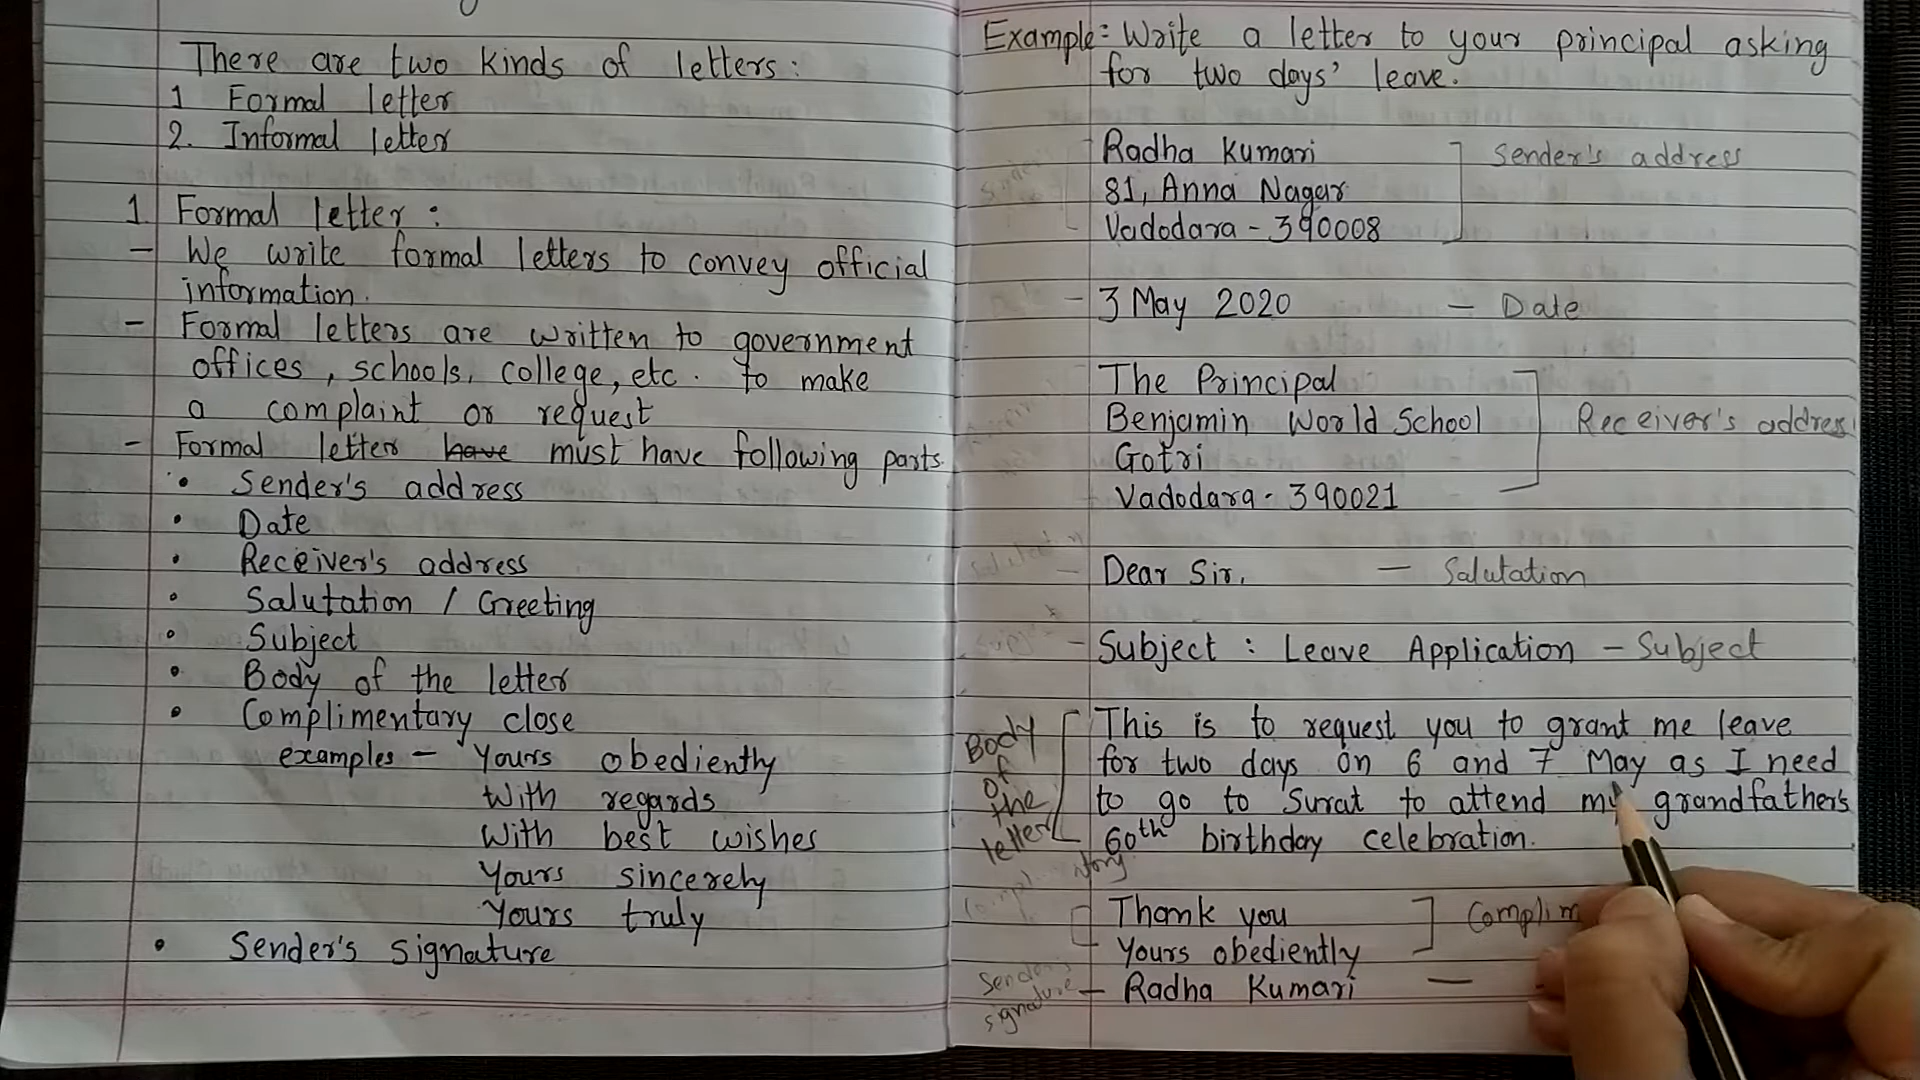 There are two kinds of letters:
1 Formal letter
2. Informal letter
1. Formal letter :
- We write formal letters to convey official
information.
- Formal letters are written to government
offices, schools, college, etc. to make
a complaint or request
- Formal letter have must have following parts.
• Sender's address
• Date
• Receiver's address
• Salutation / Greeting
• Subject
• Body of the letter
• Complimentary close
examples - Yours obediently
With regards
With best wishes
Yours sincerely
Yours truly
• Sender's signature
Example: Write a letter to your principal asking
for two days' leave.
Radha Kumari
81, Anna Nagar
Vadodara - 390008
Sender's address
- 3 May 2020 - Date
The Principal
Benjamin World School
Gotri
Vadodara - 390021
Receiver's address
Dear Sir, - Salutation
- Subject : Leave Application - Subject
Body
of
the
letter
This is to request you to grant me leave
for two days on 6 and 7 May as I need
to go to Surat to attend my grandfather's
60th birthday celebration.
Thank you
Yours obediently
Complim
Sender's
signature
- Radha Kumari -